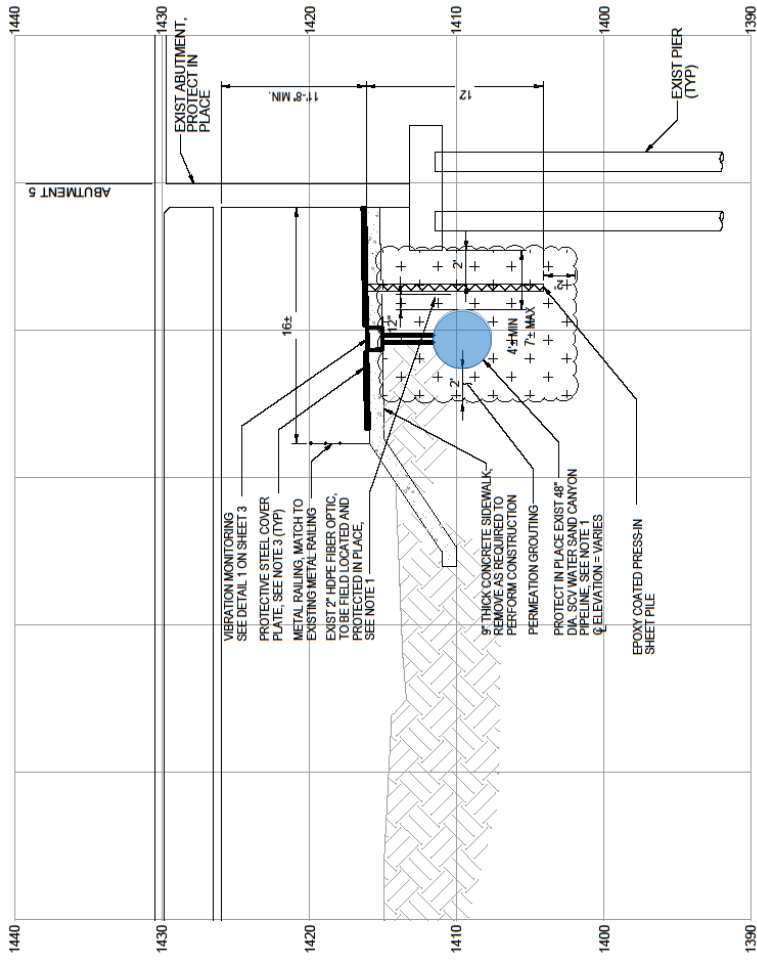 1440
1430
1420
1410
1400
1390
EXIST ABUTMENT,
PROTECT IN
PLACE
ABUTMENT 5
11'-8" MIN.
12'
EXIST PIER
(TYP)
16±
12"
2'
2'
2'
4'± MIN
7'± MAX
VIBRATION MONITORING
SEE DETAIL 1 ON SHEET 3
PROTECTIVE STEEL COVER
PLATE, SEE NOTE 3 (TYP)
METAL RAILING, MATCH TO
EXISTING METAL RAILING
EXIST 2" HDPE FIBER OPTIC,
TO BE FIELD LOCATED AND
PROTECTED IN PLACE,
SEE NOTE 1
9" THICK CONCRETE SIDEWALK,
REMOVE AS REQUIRED TO
PERFORM CONSTRUCTION
PERMEATION GROUTING
PROTECT IN PLACE EXIST 48"
DIA. SCV WATER SAND CANYON
PIPELINE, SEE NOTE 1
℄ ELEVATION = VARIES
EPOXY COATED PRESS-IN
SHEET PILE
1440
1430
1420
1410
1400
1390